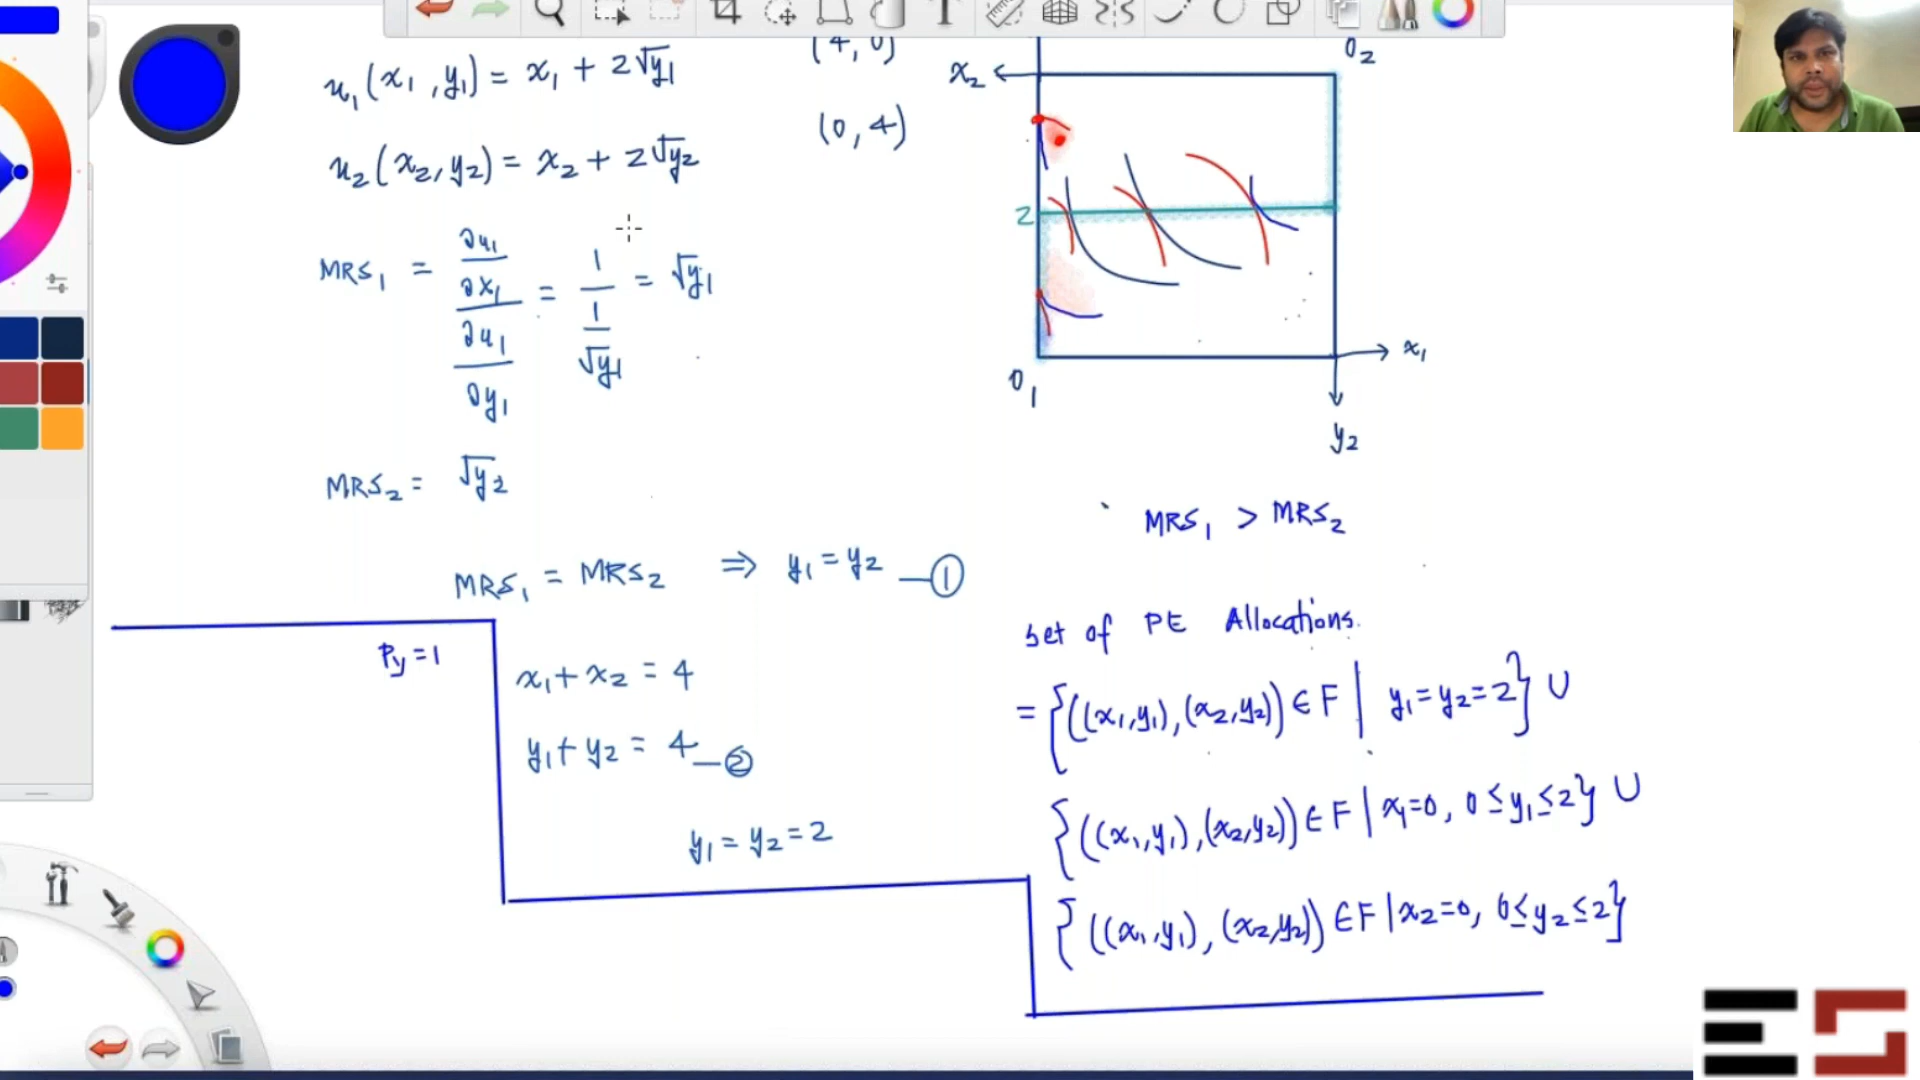 u₁(x₁,y₁) = x₁ + 2√y₁
(4,0)
u₂(x₂,y₂) = x₂ + 2√y₂
(0,4)
MRS₁ = (∂u₁/∂x₁)/(∂u₁/∂y₁) = 1/(1/√y₁) = √y₁
MRS₂ = √y₂
MRS₁ = MRS₂ ⇒ y₁ = y₂ —①
Py = 1
x₁ + x₂ = 4
y₁ + y₂ = 4 —②
y₁ = y₂ = 2
O₂
x₂
2
x₁
O₁
y₂
MRS₁ > MRS₂
Set of PE Allocations.
= {((x₁,y₁),(x₂,y₂)) ∈ F | y₁=y₂=2} ∪
{((x₁,y₁),(x₂,y₂)) ∈ F | x₁=0, 0≤y₁≤2} ∪
{((x₁,y₁),(x₂,y₂)) ∈ F | x₂=0, 0≤y₂≤2}
ES